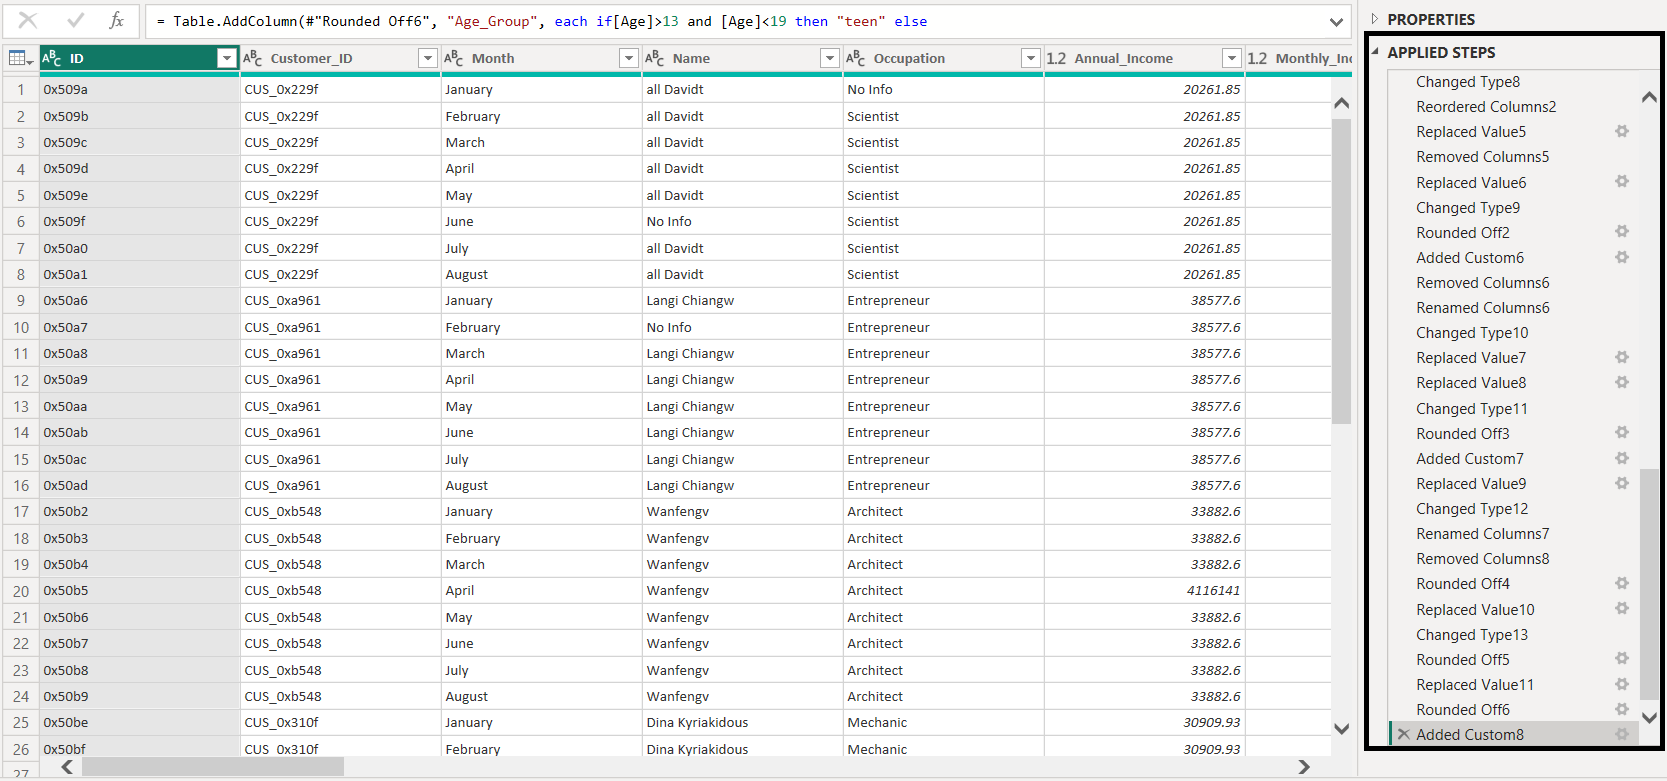 fx = Table.AddColumn(#"Rounded Off6", "Age_Group", each if[Age]>13 and [Age]<19 then "teen" else
ABC ID ABC Customer_ID ABC Month ABC Name ABC Occupation 1.2 Annual_Income 1.2 Monthly_Inc
1 0x509a CUS_0x229f January all Davidt No Info 20261.85
2 0x509b CUS_0x229f February all Davidt Scientist 20261.85
3 0x509c CUS_0x229f March all Davidt Scientist 20261.85
4 0x509d CUS_0x229f April all Davidt Scientist 20261.85
5 0x509e CUS_0x229f May all Davidt Scientist 20261.85
6 0x509f CUS_0x229f June No Info Scientist 20261.85
7 0x50a0 CUS_0x229f July all Davidt Scientist 20261.85
8 0x50a1 CUS_0x229f August all Davidt Scientist 20261.85
9 0x50a6 CUS_0xa961 January Langi Chiangw Entrepreneur 38577.6
10 0x50a7 CUS_0xa961 February No Info Entrepreneur 38577.6
11 0x50a8 CUS_0xa961 March Langi Chiangw Entrepreneur 38577.6
12 0x50a9 CUS_0xa961 April Langi Chiangw Entrepreneur 38577.6
13 0x50aa CUS_0xa961 May Langi Chiangw Entrepreneur 38577.6
14 0x50ab CUS_0xa961 June Langi Chiangw Entrepreneur 38577.6
15 0x50ac CUS_0xa961 July Langi Chiangw Entrepreneur 38577.6
16 0x50ad CUS_0xa961 August Langi Chiangw Entrepreneur 38577.6
17 0x50b2 CUS_0xb548 January Wanfengv Architect 33882.6
18 0x50b3 CUS_0xb548 February Wanfengv Architect 33882.6
19 0x50b4 CUS_0xb548 March Wanfengv Architect 33882.6
20 0x50b5 CUS_0xb548 April Wanfengv Architect 4116141
21 0x50b6 CUS_0xb548 May Wanfengv Architect 33882.6
22 0x50b7 CUS_0xb548 June Wanfengv Architect 33882.6
23 0x50b8 CUS_0xb548 July Wanfengv Architect 33882.6
24 0x50b9 CUS_0xb548 August Wanfengv Architect 33882.6
25 0x50be CUS_0x310f January Dina Kyriakidous Mechanic 30909.93
26 0x50bf CUS_0x310f February Dina Kyriakidous Mechanic 30909.93
27
PROPERTIES
APPLIED STEPS
Changed Type8
Reordered Columns2
Replaced Value5
Removed Columns5
Replaced Value6
Changed Type9
Rounded Off2
Added Custom6
Removed Columns6
Renamed Columns6
Changed Type10
Replaced Value7
Replaced Value8
Changed Type11
Rounded Off3
Added Custom7
Replaced Value9
Changed Type12
Renamed Columns7
Removed Columns8
Rounded Off4
Replaced Value10
Changed Type13
Rounded Off5
Replaced Value11
Rounded Off6
Added Custom8